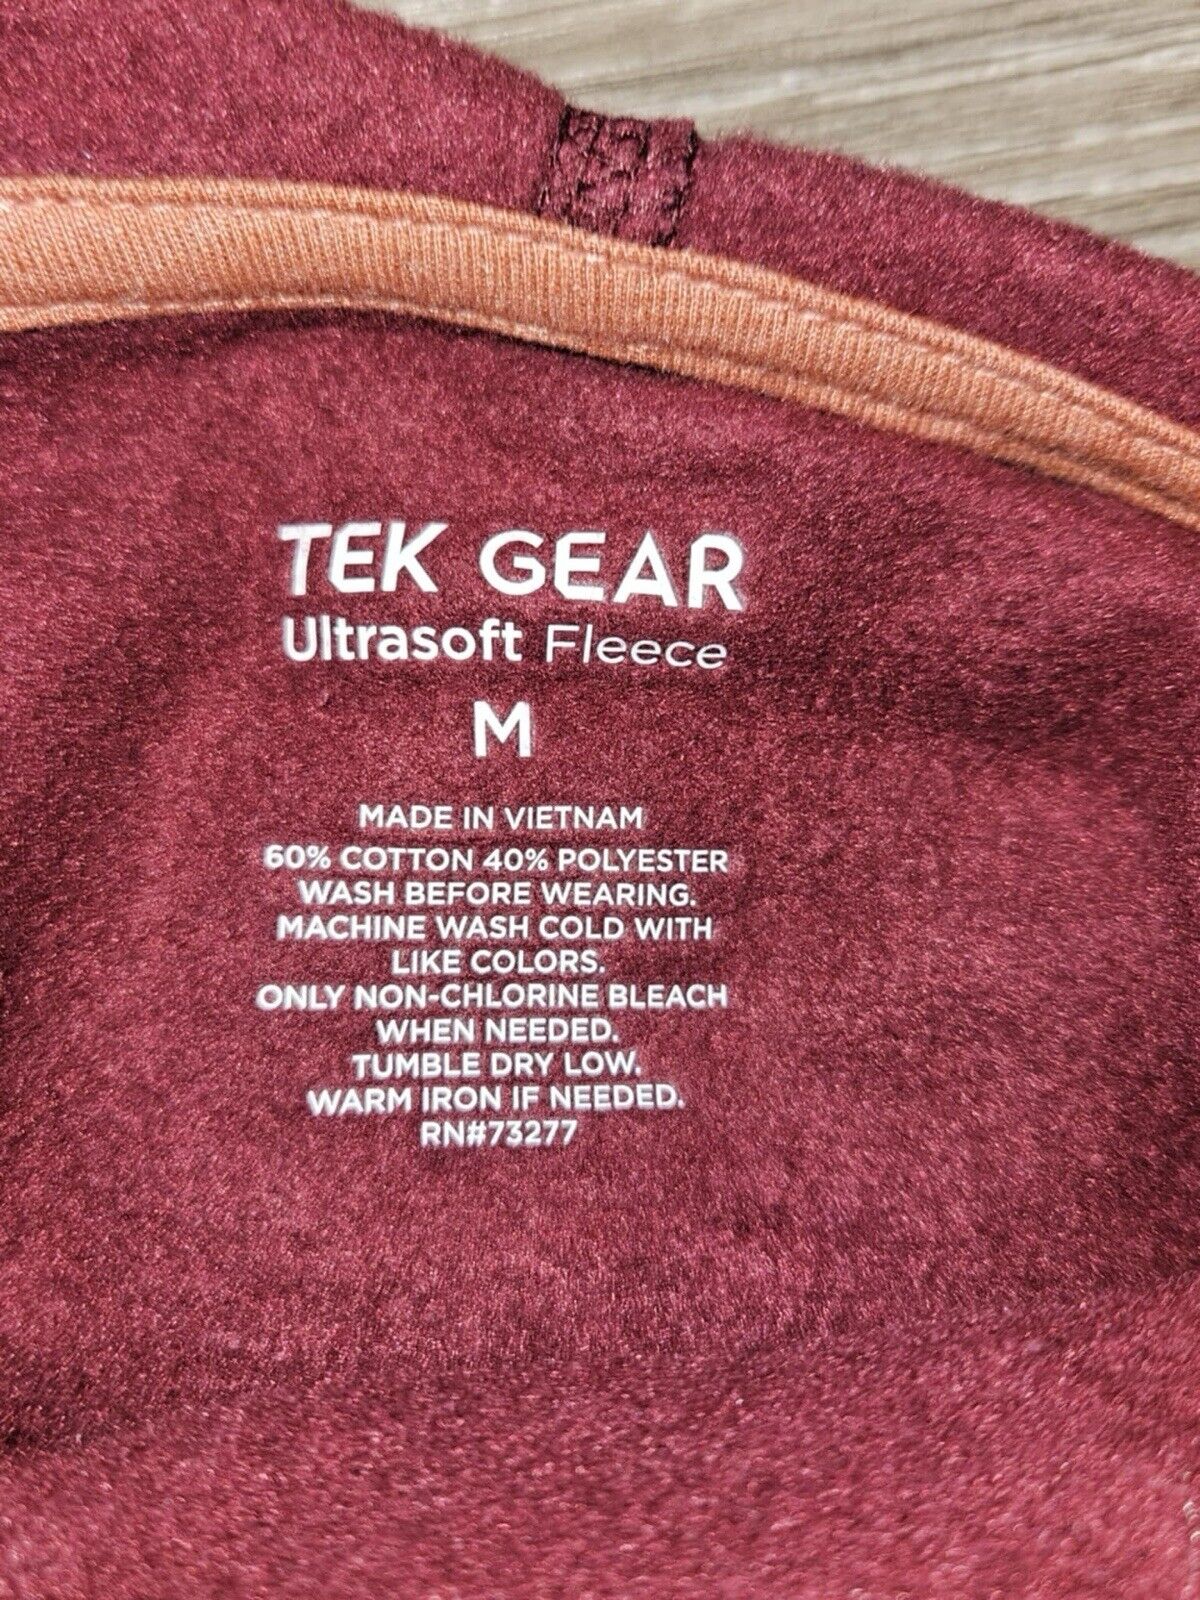 TEK GEAR
Ultrasoft Fleece
M
MADE IN VIETNAM
60% COTTON 40% POLYESTER
WASH BEFORE WEARING.
MACHINE WASH COLD WITH
LIKE COLORS.
ONLY NON-CHLORINE BLEACH
WHEN NEEDED.
TUMBLE DRY LOW.
WARM IRON IF NEEDED.
RN#73277